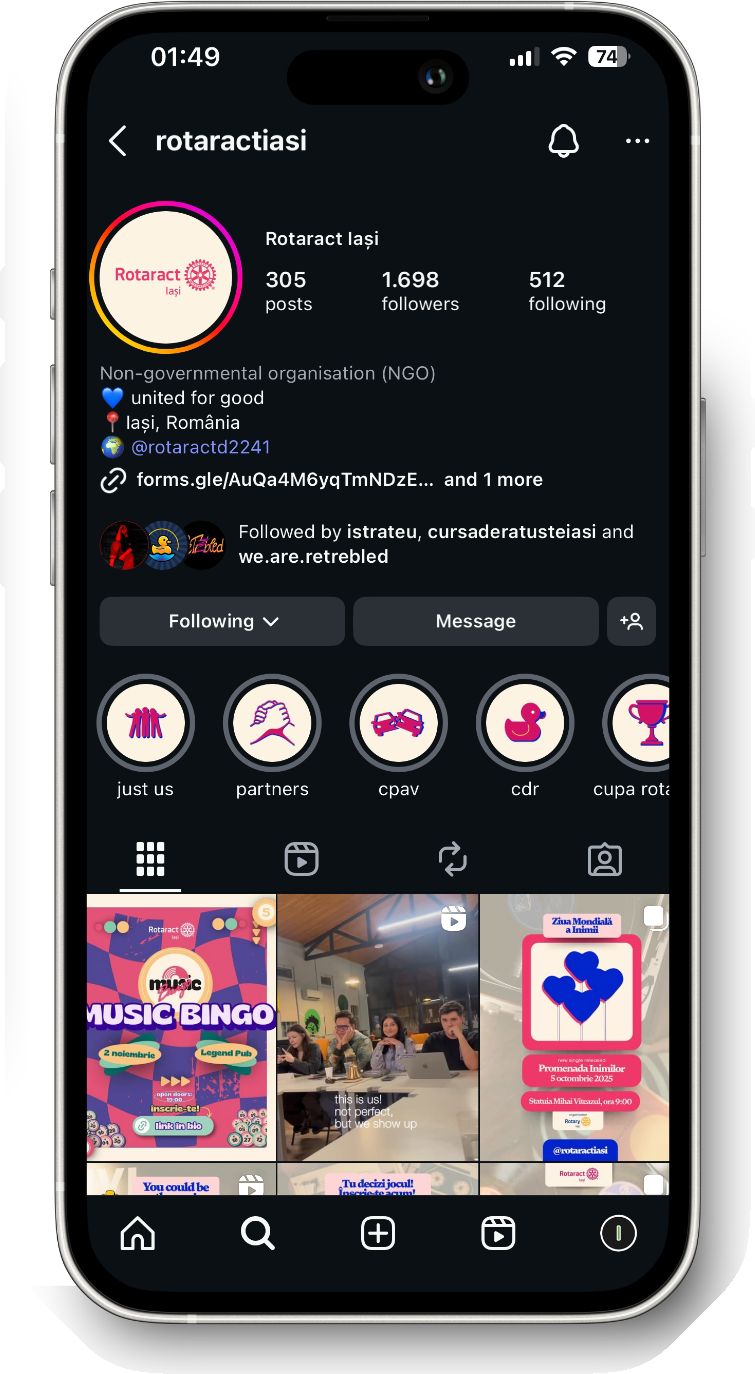 01:49
74
rotaractiasi
Rotaract
Iași
Rotaract Iași
305
1.698
512
posts
followers
following
Non-governmental organisation (NGO)
💙 united for good
📍Iași, România
🌍 @rotaractd2241
forms.gle/AuQa4M6yqTmNDzE... and 1 more
Followed by istrateu, cursaderatusteiasi and
we.are.retrebled
Following
Message
just us
partners
cpav
cdr
cupa rota
Rotaract
Iași
music
Bingo
MUSIC BINGO
2 noiembrie
Legend Pub
open doors:
înscrie-te!
link in bio
this is us!
not perfect,
but we show up
Ziua Mondială
a Inimii
new single released
Promenada Inimilor
5 octombrie 2025
Statuia Mihai Viteazul, ora 9:00
Rotary
@rotaractiasi
Rotaract
You could be
Tu decizi jocul!
Înscrie-te acum!